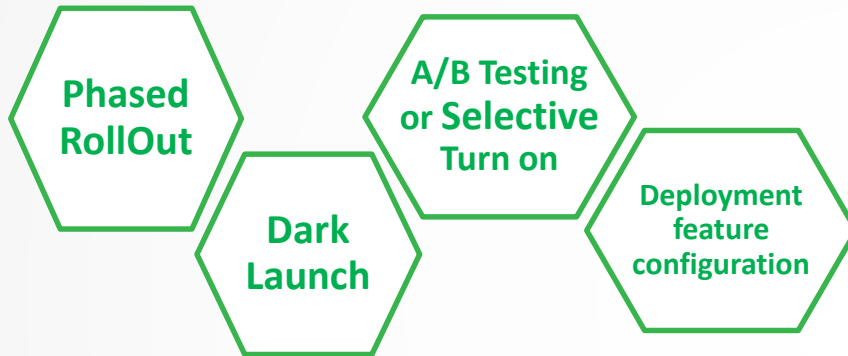 Phased
RollOut
Dark
Launch
A/B Testing
or Selective
Turn on
Deployment
feature
configuration